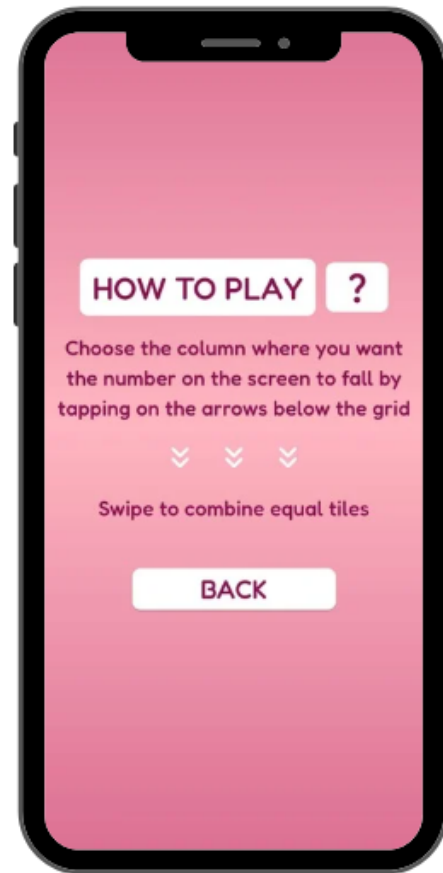 HOW TO PLAY ?
Choose the column where you want
the number on the screen to fall by
tapping on the arrows below the grid
Swipe to combine equal tiles
BACK